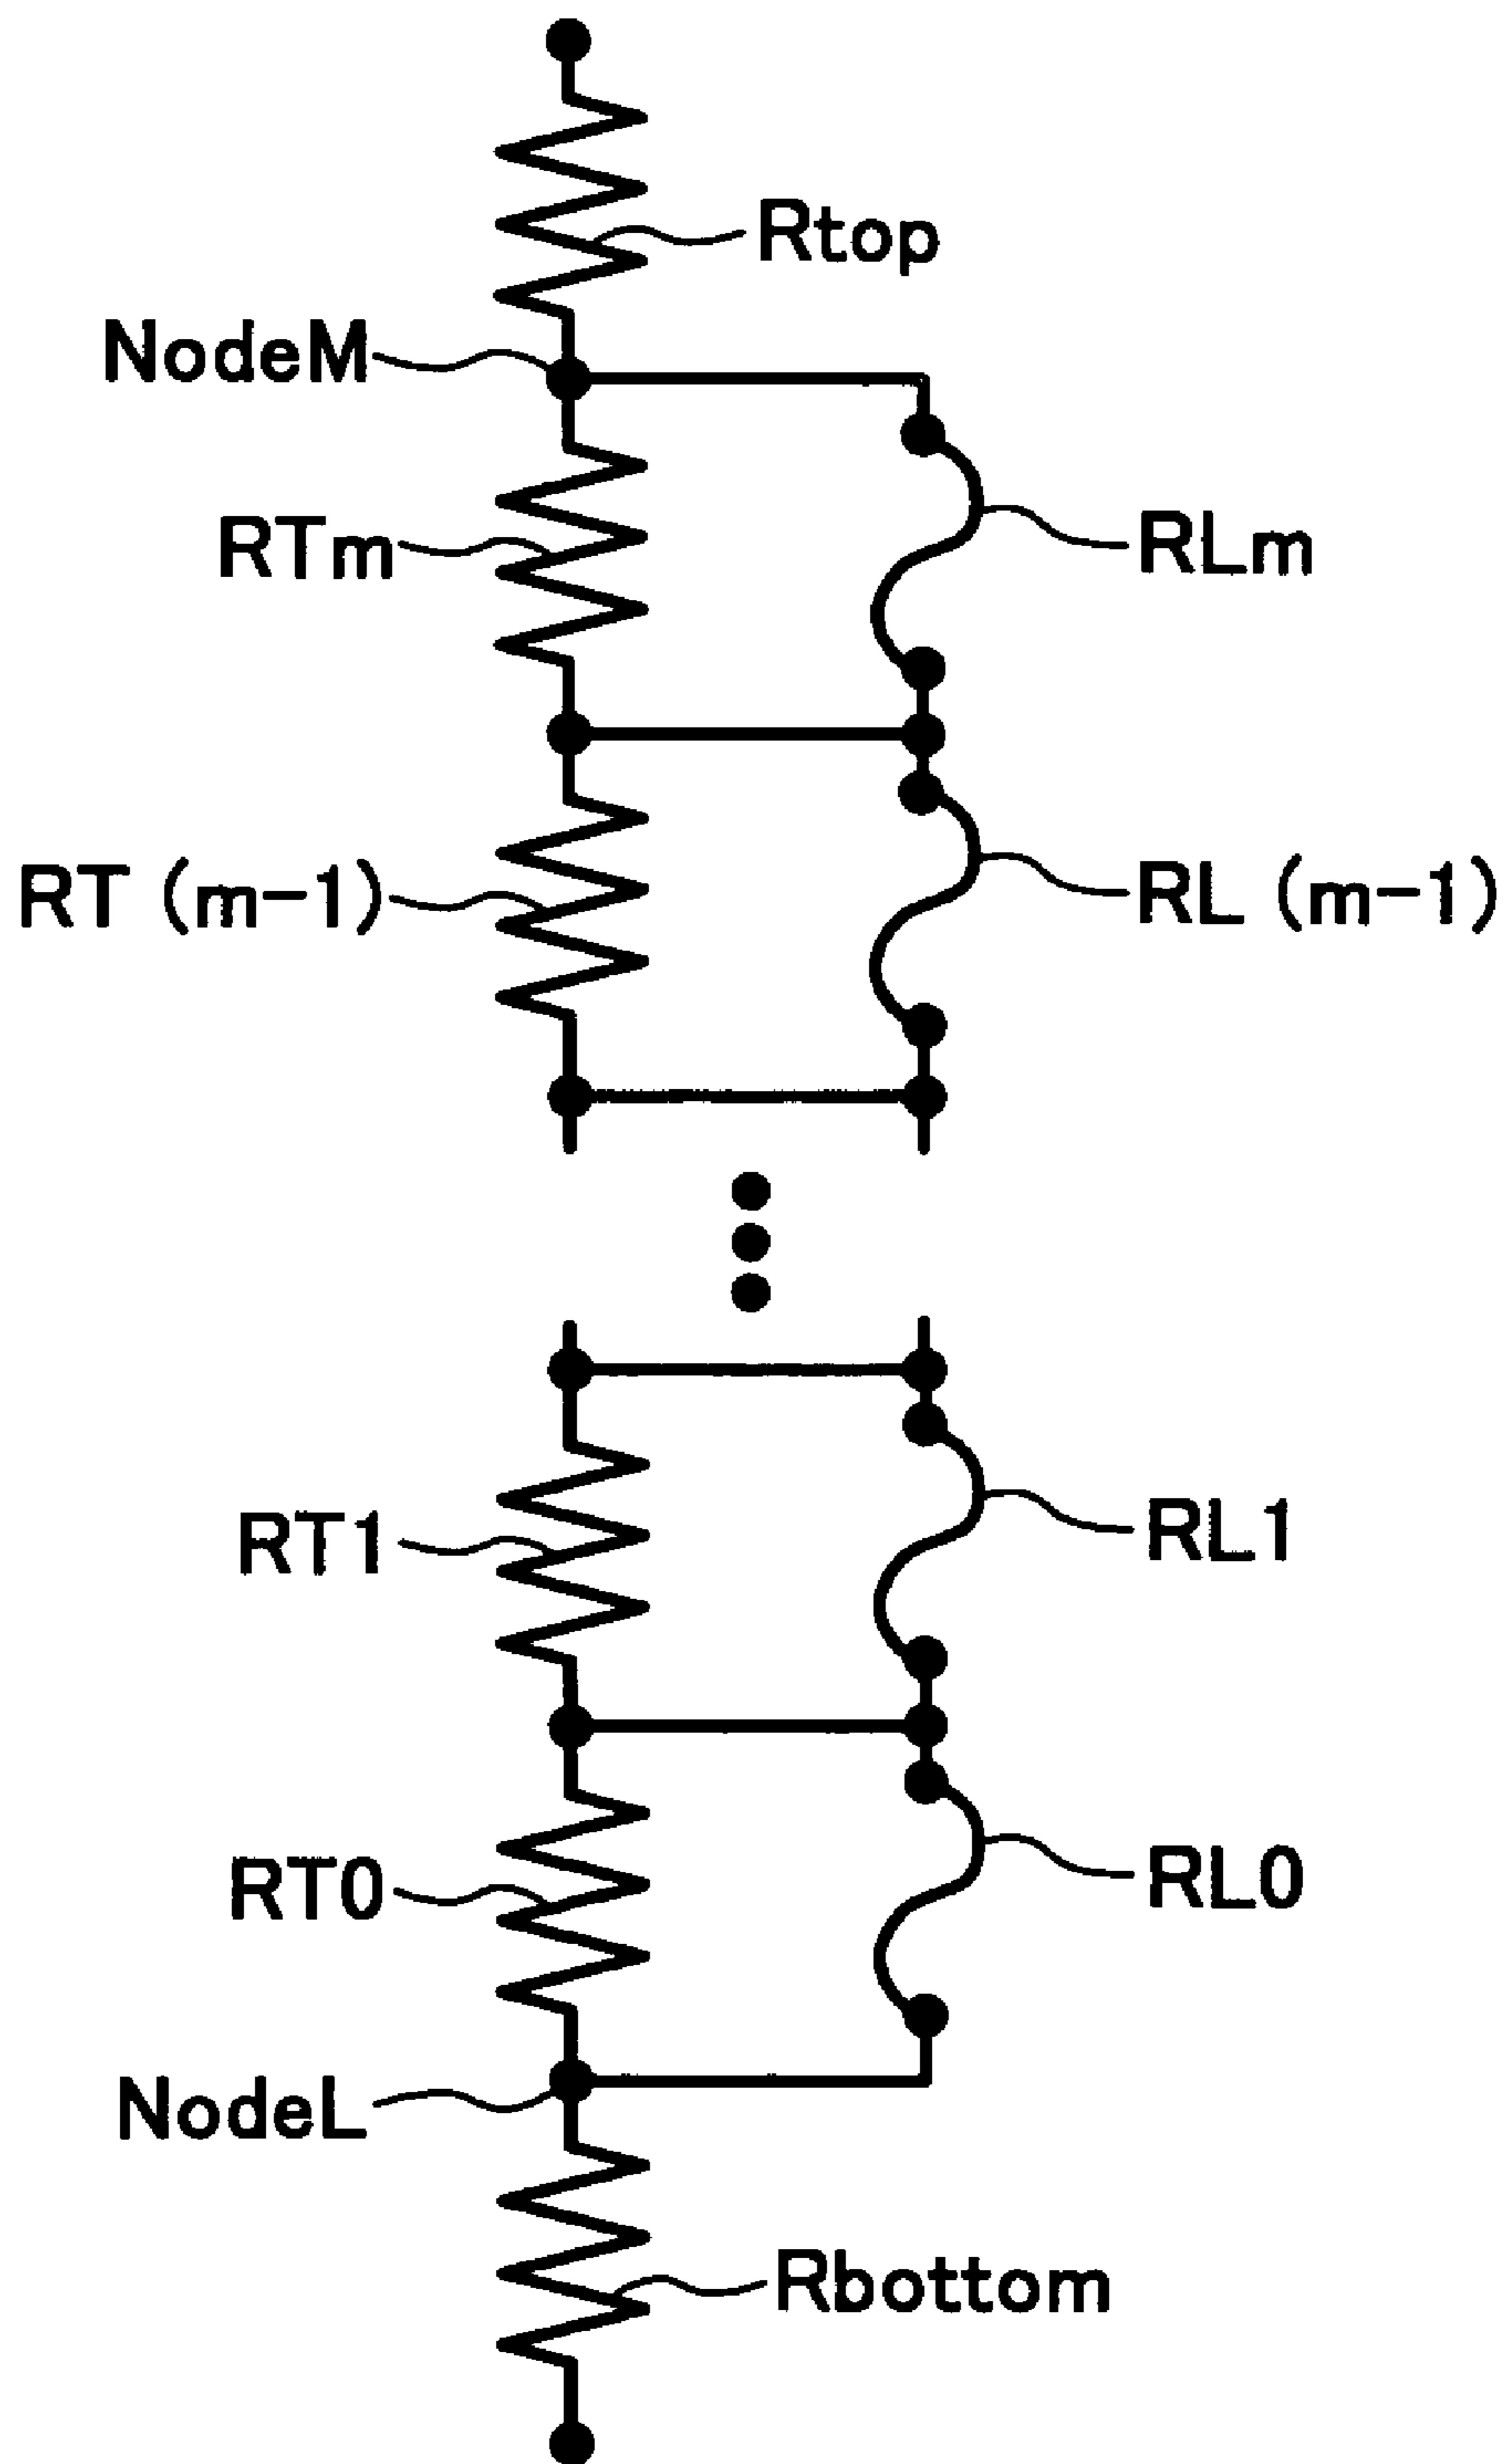 Rtop
NodeM
RTm
RLm
RT (m-1)
RL (m-1)
RT1
RL1
RT0
RL0
NodeL
Rbottom